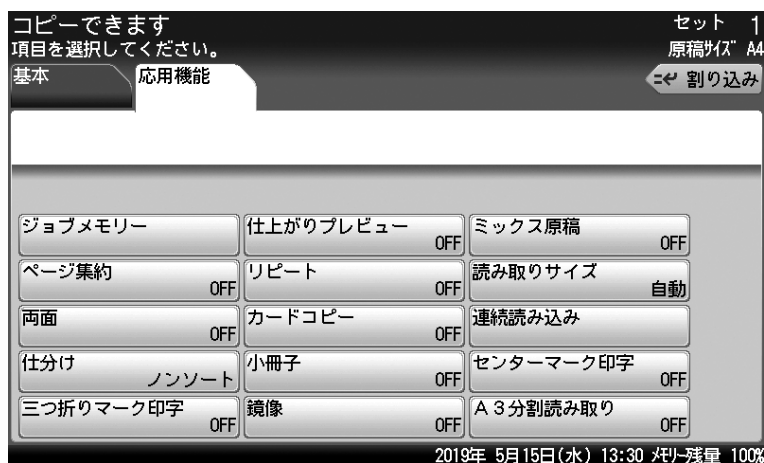 コピーできます
セット 1
項目を選択してください。
原稿サイズ A4
基本
応用機能
割り込み
ジョブメモリー
仕上がりプレビュー OFF
ミックス原稿 OFF
ページ集約 OFF
リピート OFF
読み取りサイズ 自動
両面 OFF
カードコピー OFF
連続読み込み
仕分け ノンソート
小冊子 OFF
センターマーク印字 OFF
三つ折りマーク印字 OFF
鏡像 OFF
A3分割読み取り OFF
2019年 5月15日(水) 13:30 メモリー残量 100%